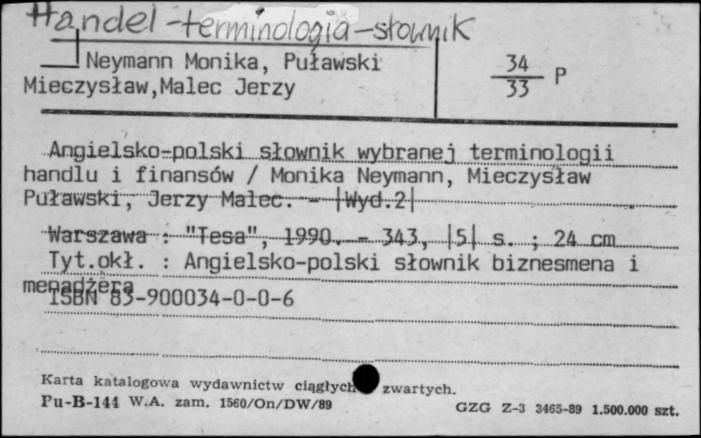 Handel-terminologia-słownik
Neymann Monika, Puławski
Mieczysław,Malec Jerzy
34
33 P
Angielsko-polski słownik wybranej terminologii
handlu i finansów / Monika Neymann, Mieczysław
Puławski, Jerzy Malec. - |Wyd.2|
Warszawa : "Tesa", 1990. - 343, |5| s. ; 24 cm
Tyt.okł. : Angielsko-polski słownik biznesmena i
menadżera
ISBN 83-900034-0-0-6
Karta katalogowa wydawnictw ciągłych zwartych.
Pu-B-144 W.A. zam. 1560/On/DW/89
GZG Z-3 3465-89 1.500.000 szt.